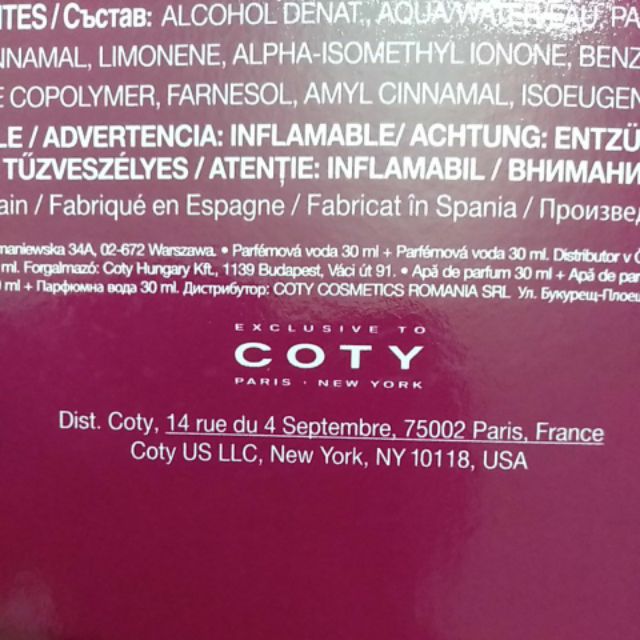 ITES / Състав: ALCOHOL DENAT., AQUA/WATER/EAU, PA
NNAMAL, LIMONENE, ALPHA-ISOMETHYL IONONE, BENZ
E COPOLYMER, FARNESOL, AMYL CINNAMAL, ISOEUGEN
LE / ADVERTENCIA: INFLAMABLE/ ACHTUNG: ENTZÜ
TŰZVESZÉLYES / ATENȚIE: INFLAMABIL / ВНИМАНИ
ain / Fabriqué en Espagne / Fabricat în Spania / Произве
maniewska 34A, 02-672 Warszawa. • Parfémová voda 30 ml + Parfémová voda 30 ml. Distributor v Č
ml. Forgalmazó: Coty Hungary Kft., 1139 Budapest, Váci út 91. • Apă de parfum 30 ml + Apă de par
ml + Парфюмна вода 30 ml. Дистрибутор: COTY COSMETICS ROMANIA SRL Ул. Букурещ-Плое
EXCLUSIVE TO
COTY
PARIS · NEW YORK
Dist. Coty, 14 rue du 4 Septembre, 75002 Paris, France
Coty US LLC, New York, NY 10118, USA